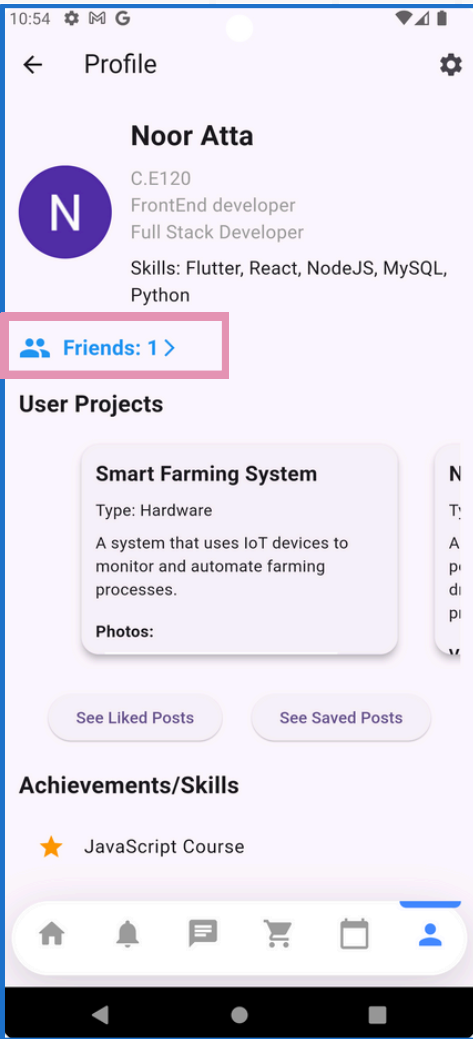 10:54 G
Profile
Noor Atta
N
C.E120
FrontEnd developer
Full Stack Developer
Skills: Flutter, React, NodeJS, MySQL,
Python
Friends: 1
User Projects
Smart Farming System
Type: Hardware
A system that uses IoT devices to
monitor and automate farming
processes.
Photos:
See Liked Posts
See Saved Posts
Achievements/Skills
JavaScript Course